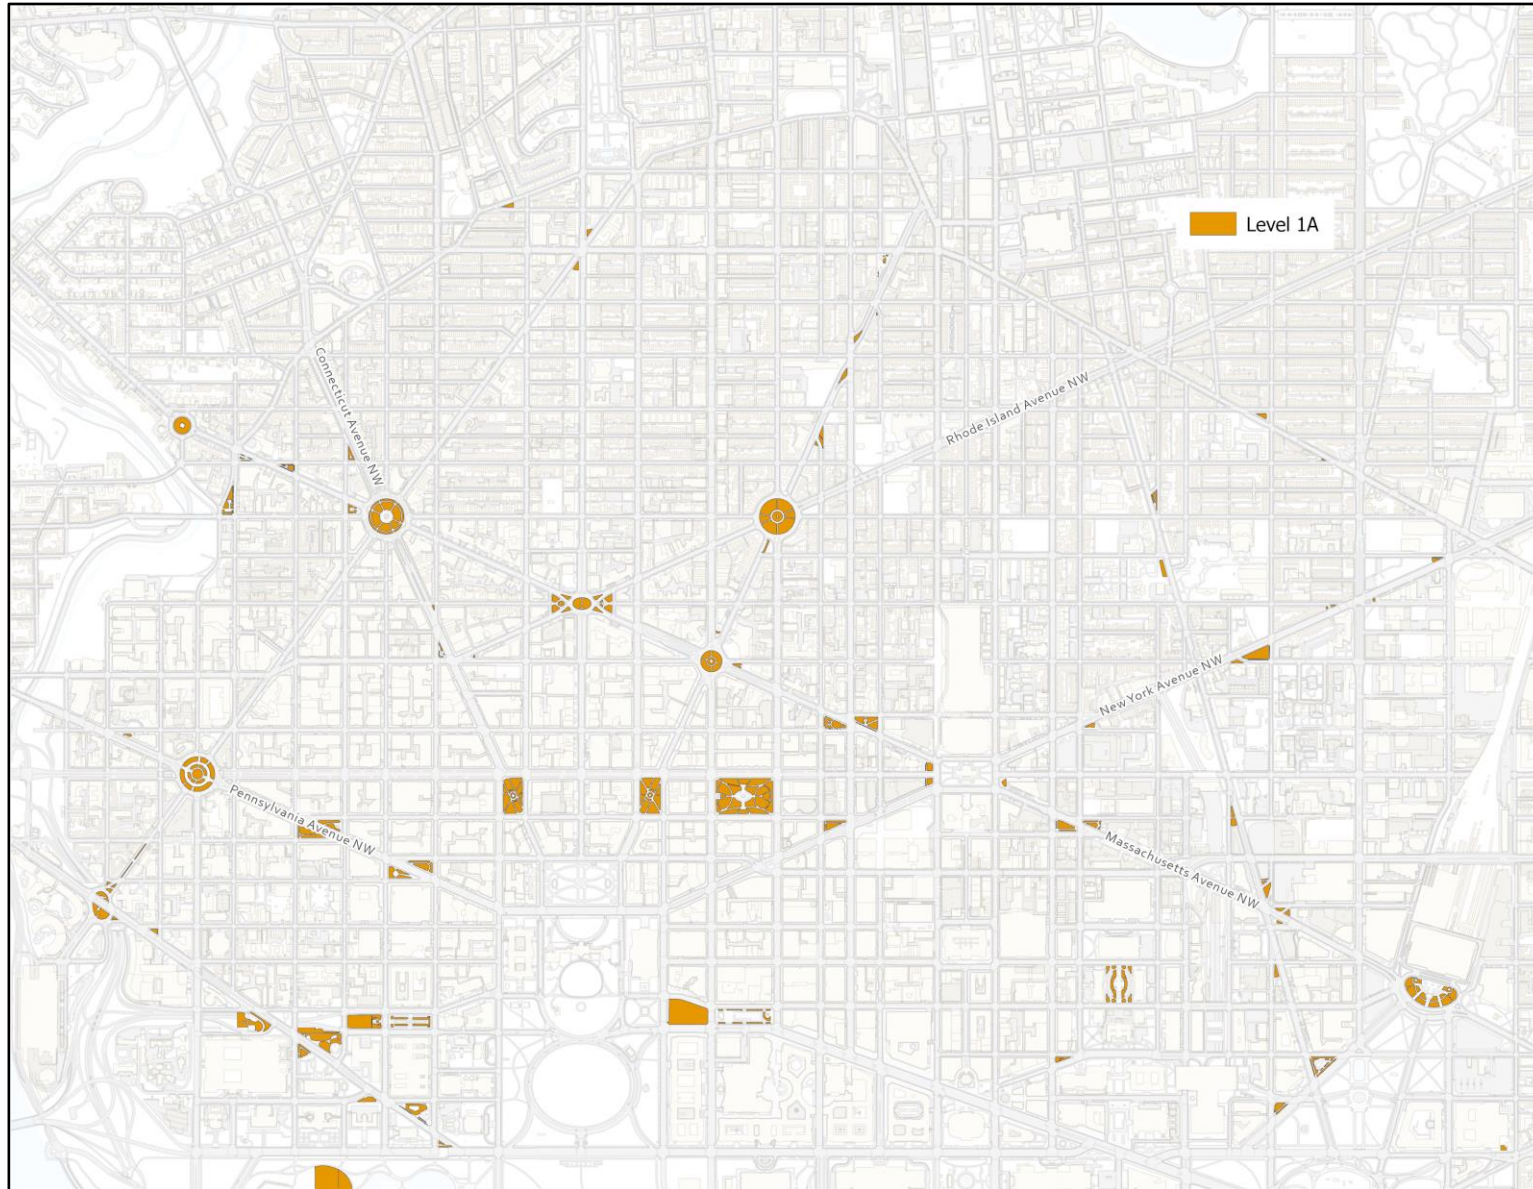 Level 1A
Connecticut Avenue NW
Rhode Island Avenue NW
New York Avenue NW
Pennsylvania Avenue NW
Massachusetts Avenue NW